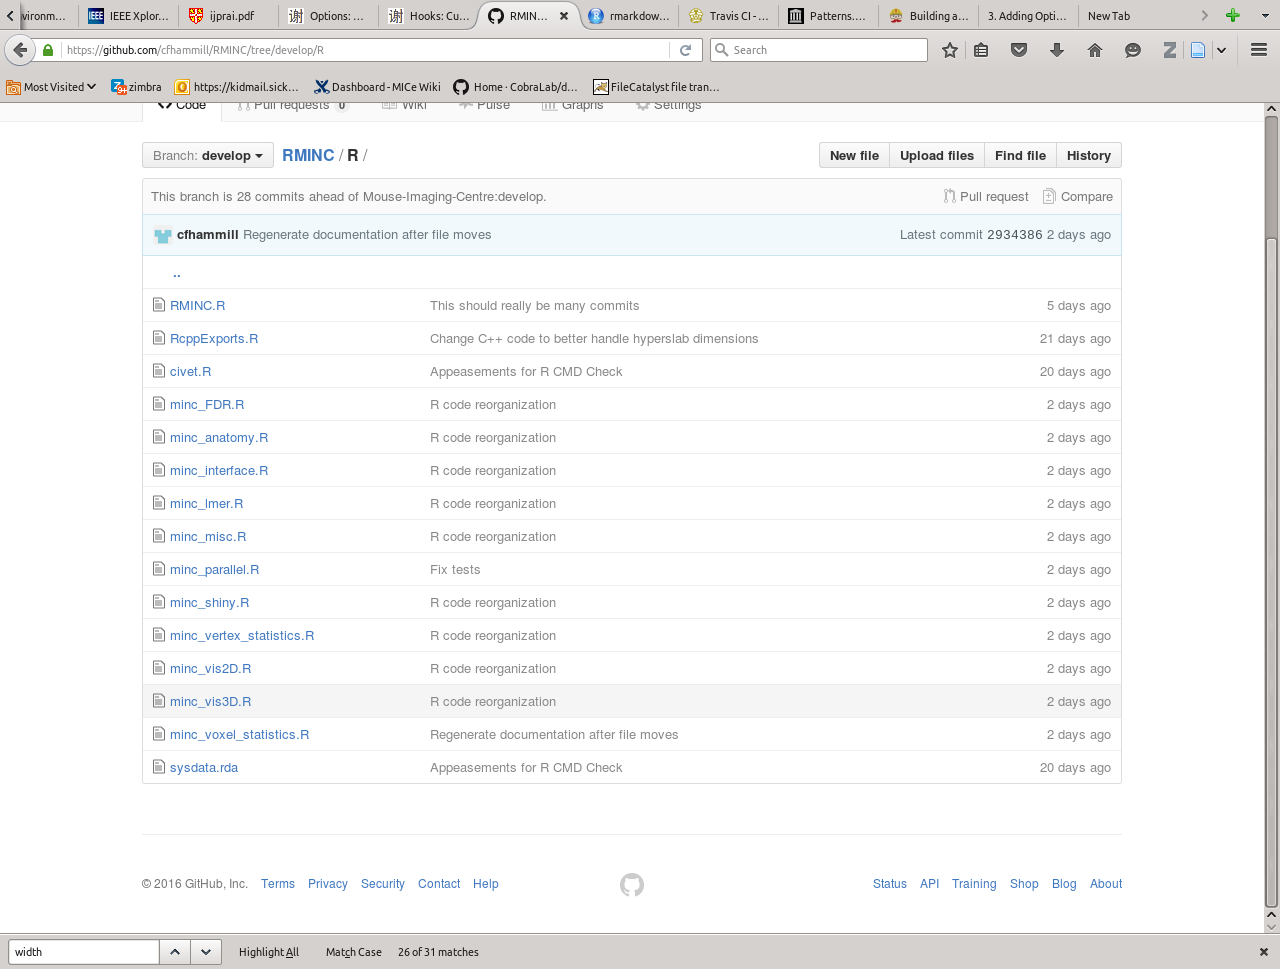 vironm... IEEE Xplor... ijprai.pdf 谢 Options: ... 谢 Hooks: Cu... RMIN... rmarkdow... Travis CI - ... Patterns.... Building a... 3. Adding Opti... New Tab
https://github.com/cfhammill/RMINC/tree/develop/R Search
Most Visited zimbra https://kidmail.sick... Dashboard - MICe Wiki Home · CobraLab/d... FileCatalyst file tran...
Code Pull requests 0 Wiki Pulse Graphs Settings
Branch: develop RMINC / R / New file Upload files Find file History
This branch is 28 commits ahead of Mouse-Imaging-Centre:develop. Pull request Compare
cfhammill Regenerate documentation after file moves Latest commit 2934386 2 days ago
..
RMINC.R This should really be many commits 5 days ago
RcppExports.R Change C++ code to better handle hyperslab dimensions 21 days ago
civet.R Appeasements for R CMD Check 20 days ago
minc_FDR.R R code reorganization 2 days ago
minc_anatomy.R R code reorganization 2 days ago
minc_interface.R R code reorganization 2 days ago
minc_lmer.R R code reorganization 2 days ago
minc_misc.R R code reorganization 2 days ago
minc_parallel.R Fix tests 2 days ago
minc_shiny.R R code reorganization 2 days ago
minc_vertex_statistics.R R code reorganization 2 days ago
minc_vis2D.R R code reorganization 2 days ago
minc_vis3D.R R code reorganization 2 days ago
minc_voxel_statistics.R Regenerate documentation after file moves 2 days ago
sysdata.rda Appeasements for R CMD Check 20 days ago
© 2016 GitHub, Inc. Terms Privacy Security Contact Help Status API Training Shop Blog About
width Highlight All Match Case 26 of 31 matches